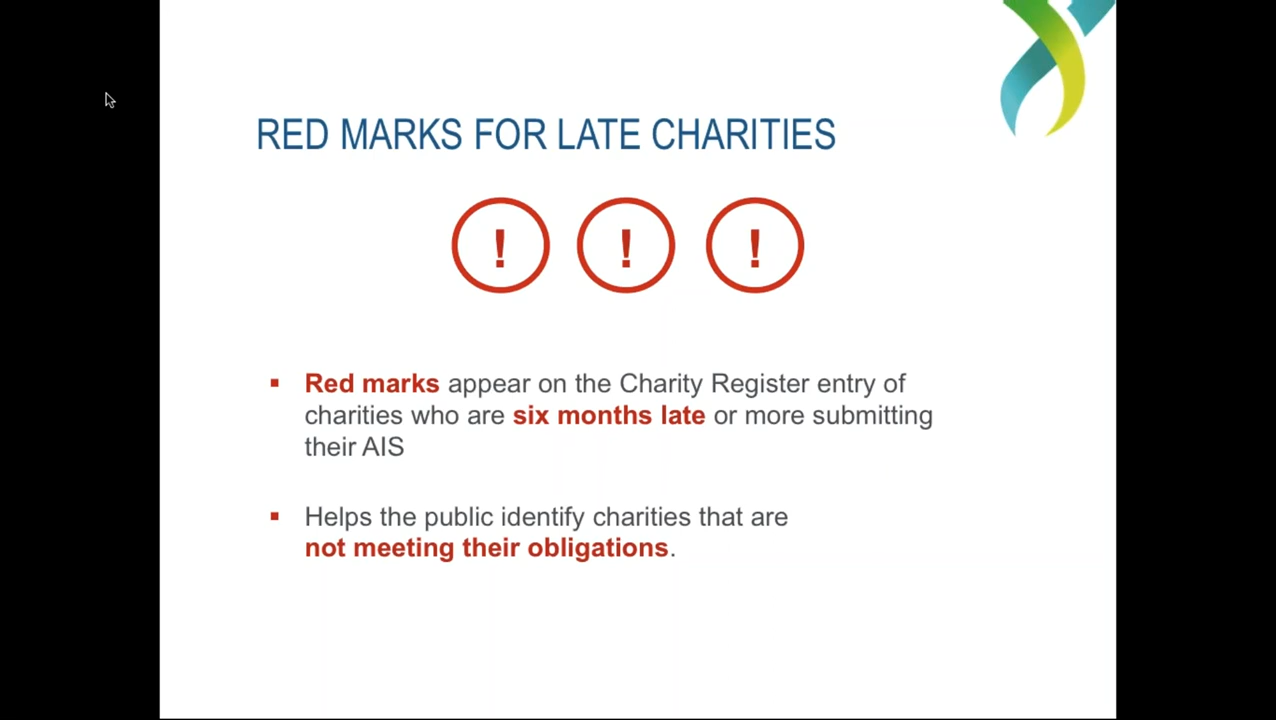 RED MARKS FOR LATE CHARITIES
! ! !
▪ Red marks appear on the Charity Register entry of
charities who are six months late or more submitting
their AIS
▪ Helps the public identify charities that are
not meeting their obligations.